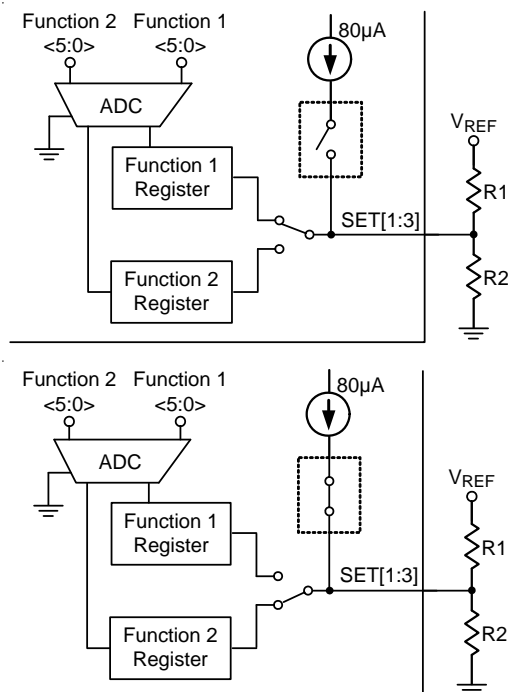 Function 2 Function 1
<5:0> <5:0>
80µA
ADC
VREF
Function 1
Register
R1
SET[1:3]
Function 2
Register
R2
Function 2 Function 1
<5:0> <5:0>
80µA
ADC
VREF
Function 1
Register
R1
SET[1:3]
Function 2
Register
R2